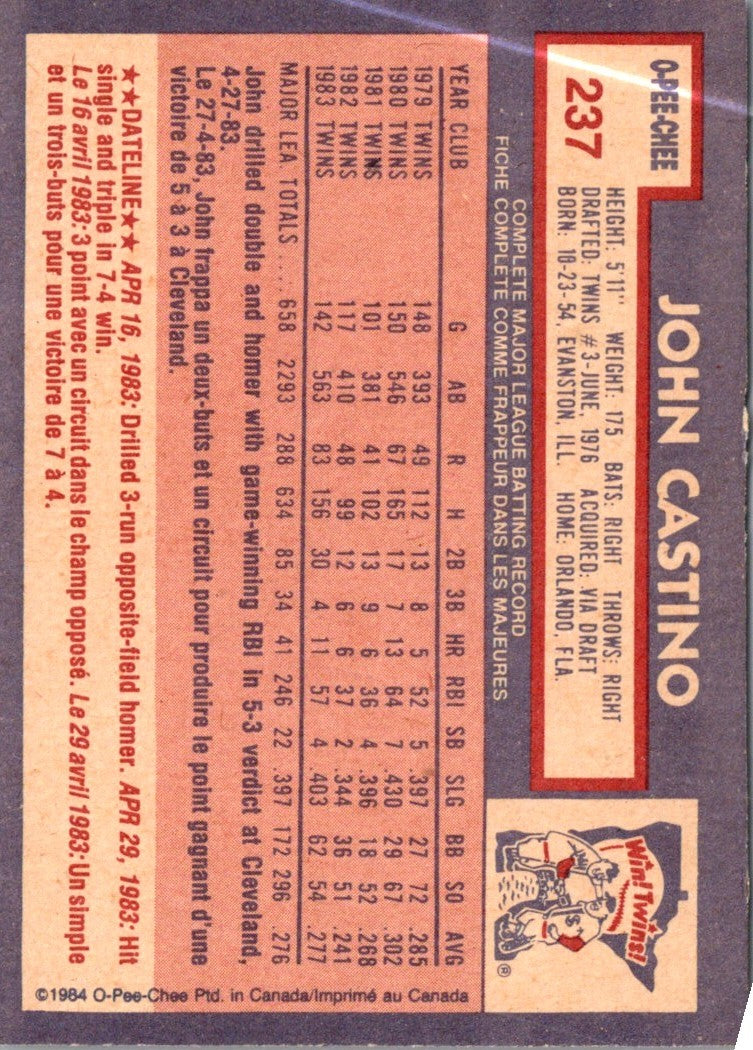 O-PEE-CHEE
237
JOHN CASTINO
HEIGHT: 5'11" WEIGHT: 175 BATS: RIGHT THROWS: RIGHT
DRAFTED: TWINS #3-JUNE, 1976 ACQUIRED: VIA DRAFT
BORN: 10-23-54, EVANSTON, ILL. HOME: ORLANDO, FLA.
Win! Twins!
®
COMPLETE MAJOR LEAGUE BATTING RECORD
FICHE COMPLETE COMME FRAPPEUR DANS LES MAJEURES
YEAR CLUB G AB R H 2B 3B HR RBI SB SLG BB SO AVG
1979 TWINS 148 393 49 112 13 8 5 52 5 .397 27 72 .285
1980 TWINS 150 546 67 165 17 7 13 64 7 .430 29 67 .302
1981 TWINS 101 381 41 102 13 9 6 36 4 .396 18 52 .288
1982 TWINS 117 410 48 99 12 6 6 37 2 .344 36 51 .241
1983 TWINS 142 563 83 156 30 4 11 57 4 .403 62 54 .277
MAJOR LEA TOTALS .... 658 2293 288 634 85 34 41 246 22 .397 172 296 .276
John drilled double and homer with game-winning RBI in 5-3 verdict at Cleveland,
4-27-83.
Le 27-4-83, John frappa un deux-buts et un circuit pour produire le point gagnant d'une
victoire de 5 à 3 à Cleveland.
★★DATELINE★★ APR 16, 1983: Drilled 3-run opposite-field homer. APR 29, 1983: Hit
single and triple in 7-4 win.
Le 16 avril 1983: 3 point avec un circuit dans le champ opposé. Le 29 avril 1983: Un simple
et un trois-buts pour une victoire de 7 à 4.
©1984 O-Pee-Chee Ptd. in Canada/Imprimé au Canada